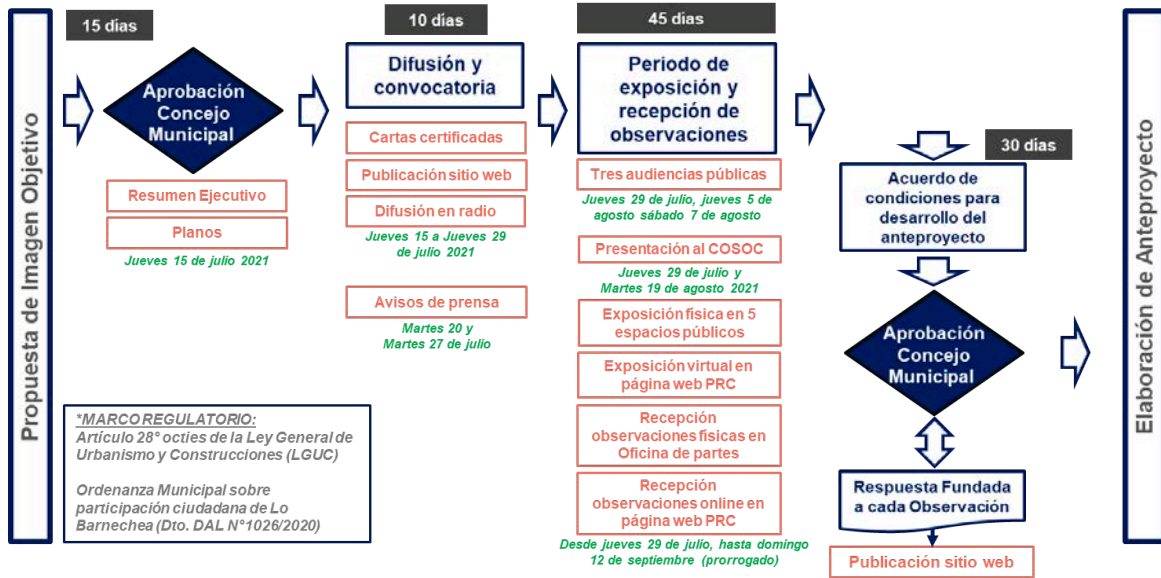 Propuesta de Imagen Objetivo
15 días
Aprobación
Concejo
Municipal
Resumen Ejecutivo
Planos
Jueves 15 de julio 2021
10 días
Difusión y
convocatoria
Cartas certificadas
Publicación sitio web
Difusión en radio
Jueves 15 a Jueves 29
de julio 2021
Avisos de prensa
Martes 20 y
Martes 27 de julio
45 días
Periodo de
exposición y
recepción de
observaciones
Tres audiencias públicas
Jueves 29 de julio, jueves 5 de
agosto sábado 7 de agosto
Presentación al COSOC
Jueves 29 de julio y
Martes 19 de agosto 2021
Exposición física en 5
espacios públicos
Exposición virtual en
página web PRC
Recepción
observaciones físicas en
Oficina de partes
Recepción
observaciones online en
página web PRC
Desde jueves 29 de julio, hasta domingo
12 de septiembre (prorrogado)
30 días
Acuerdo de
condiciones para
desarrollo del
anteproyecto
Aprobación
Concejo
Municipal
Respuesta Fundada
a cada Observación
Publicación sitio web
Elaboración de Anteproyecto
*MARCO REGULATORIO:
Artículo 28° octies de la Ley General de
Urbanismo y Construcciones (LGUC)
Ordenanza Municipal sobre
participación ciudadana de Lo
Barnechea (Dto. DAL N°1026/2020)